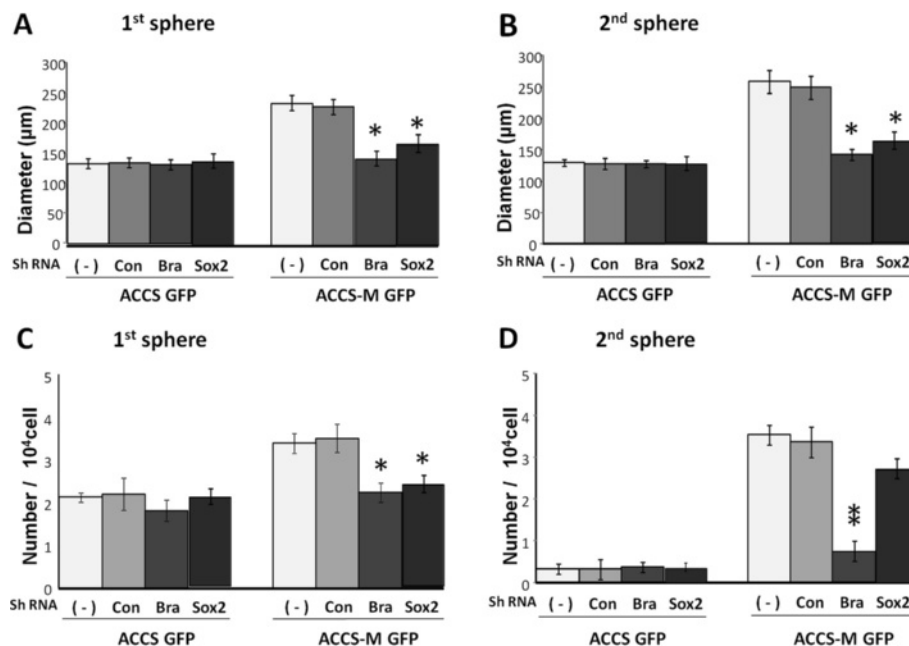 A
1st sphere
Diameter (μm)
300
250
200
150
100
50
0
* *
Sh RNA (-) Con Bra Sox2 (-) Con Bra Sox2
ACCS GFP ACCS-M GFP
B
2nd sphere
Diameter (μm)
300
250
200
150
100
50
0
* *
(-) Con Bra Sox2 (-) Con Bra Sox2
ACCS GFP ACCS-M GFP
C
1st sphere
Number / 10⁴cell
5
4
3
2
1
0
* *
Sh RNA (-) Con Bra Sox2 (-) Con Bra Sox2
ACCS GFP ACCS-M GFP
D
2nd sphere
Number / 10⁴cell
5
4
3
2
1
0
**
Sh RNA (-) Con Bra Sox2 (-) Con Bra Sox2
ACCS GFP ACCS-M GFP